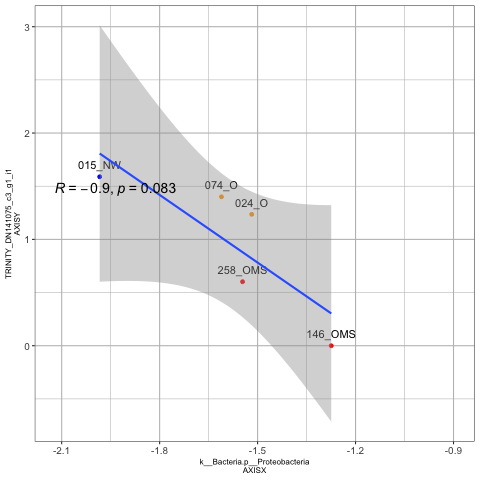 3
2
1
0
TRINITY_DN141075_c3_g1_i1
AXISY
015_NW
R = −0.9, p = 0.083
074_O
024_O
258_OMS
146_OMS
-2.1 -1.8 -1.5 -1.2 -0.9
k__Bacteria.p__Proteobacteria
AXISX